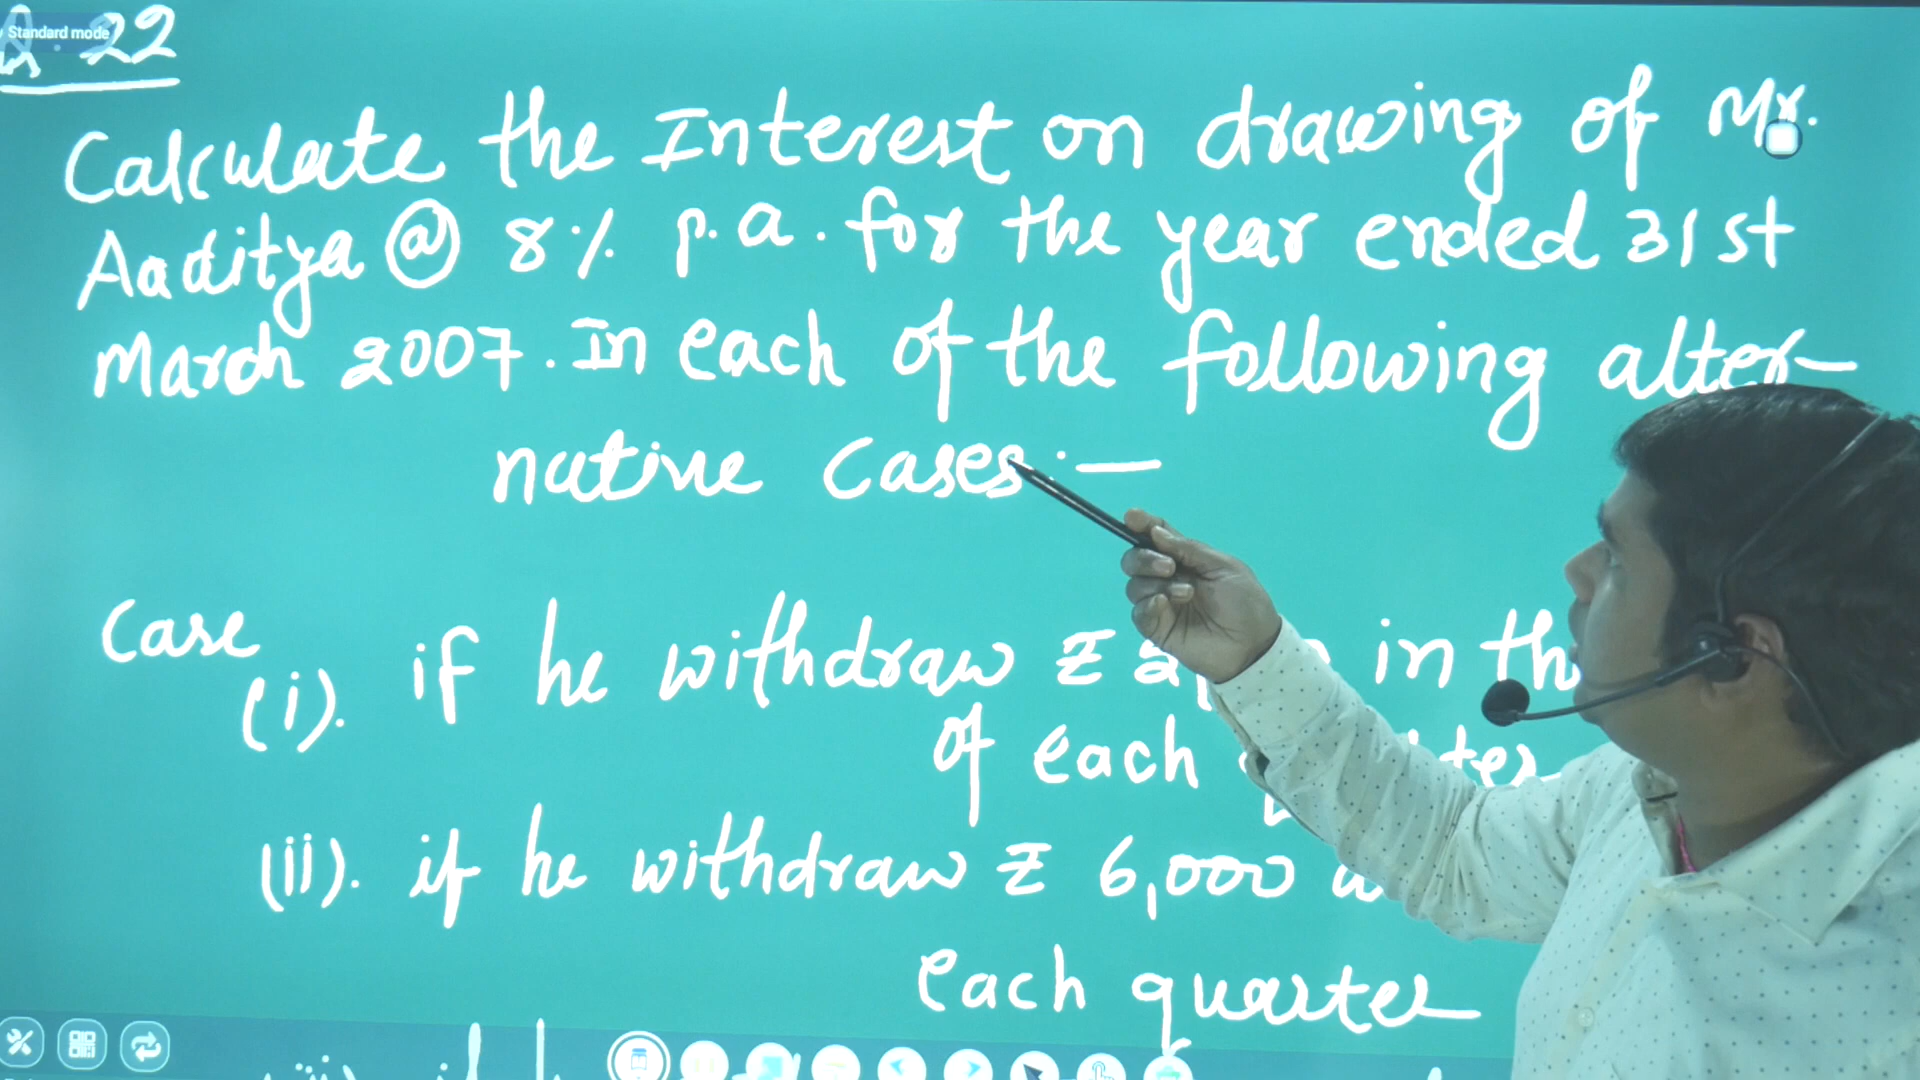 Q. 22
Standard mode
Calculate the Interest on drawing of Mr.
Aaditya @ 8% p.a. for the year ended 31st
March 2007. In each of the following alter-
native Cases:-
Case
(i). if he withdraw ₹ in
of each
(ii). if he withdraw ₹ 6,000
each quarter